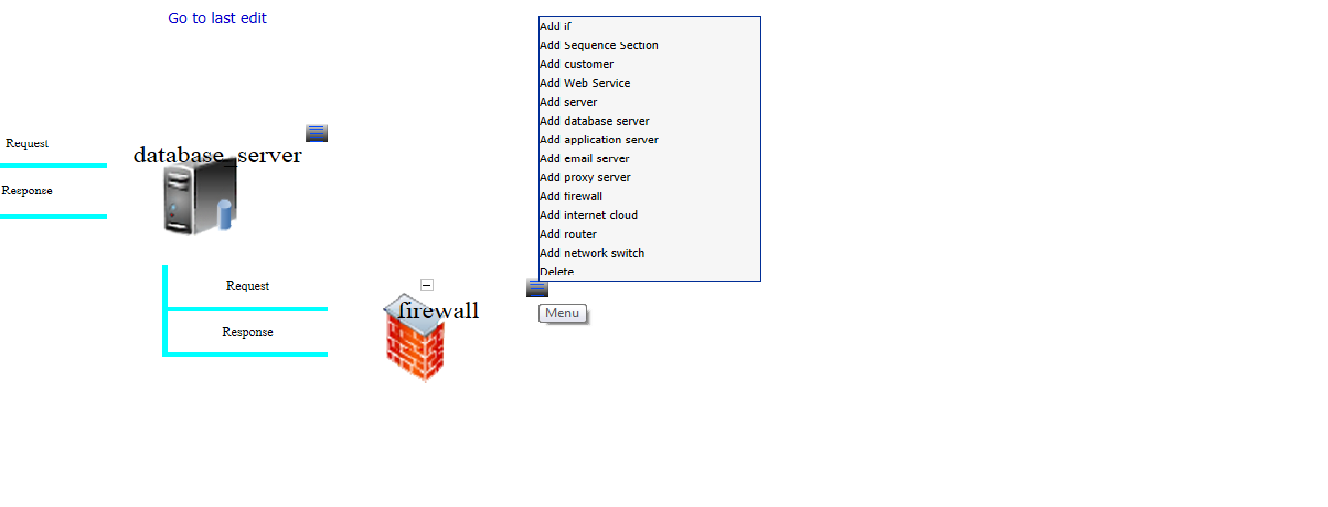 Go to last edit
Add if
Add Sequence Section
Add customer
Add Web Service
Add server
Add database server
Add application server
Add email server
Add proxy server
Add firewall
Add internet cloud
Add router
Add network switch
Delete
Request
Response
database_server
Request
Response
firewall
Menu